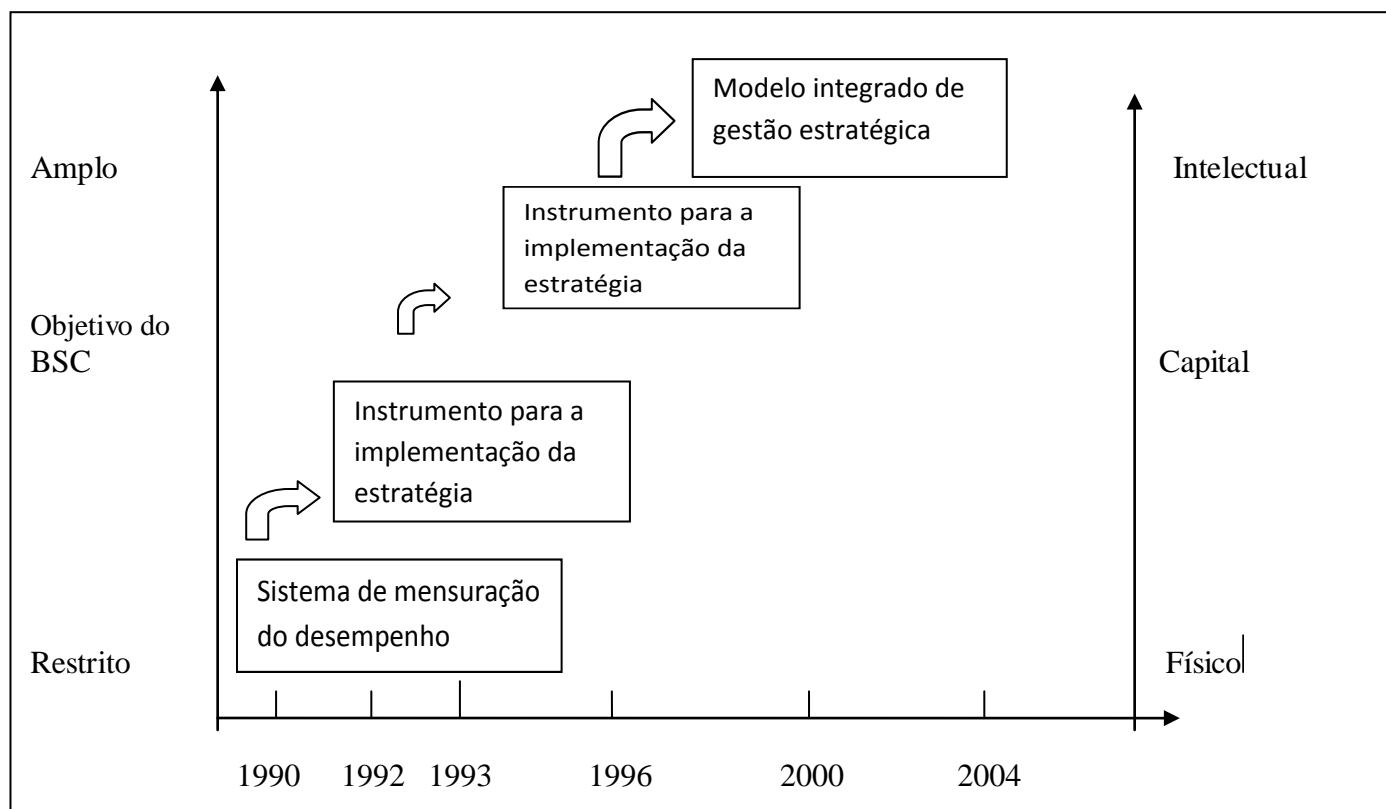 Modelo integrado de
gestão estratégica
Amplo
Intelectual
Instrumento para a
implementação da
estratégia
Objetivo do
BSC
Capital
Instrumento para a
implementação da
estratégia
Sistema de mensuração
do desempenho
Restrito
Físico
1990 1992 1993 1996 2000 2004